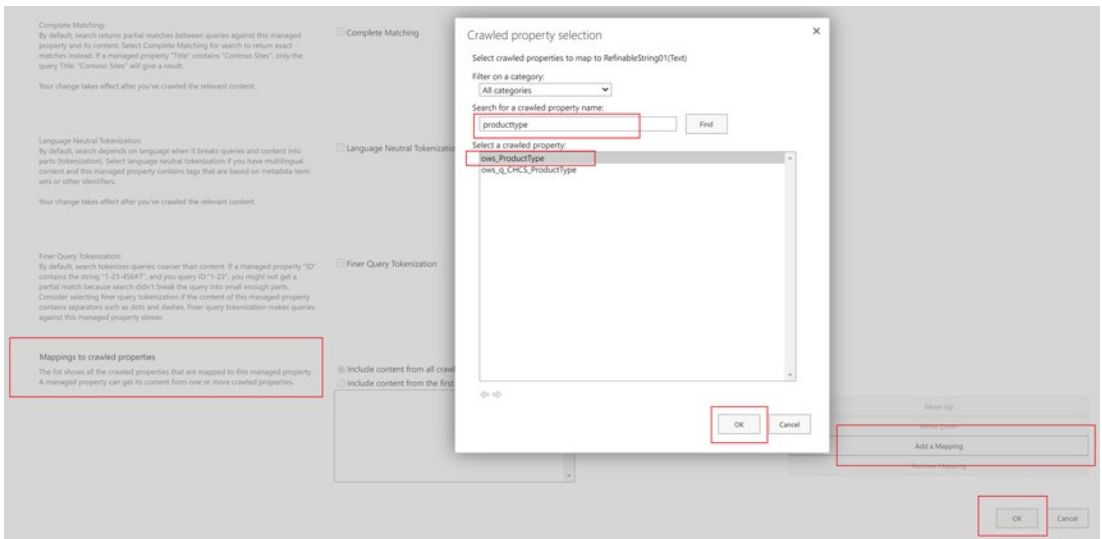 Complete Matching:
By default, search returns partial matches between queries against this managed
property and its content. Select Complete Matching for search to return exact
matches instead. If a managed property "Title" contains "Contoso Sites", only the
query Title: "Contoso Sites" will give a result.
Your change takes effect after you've crawled the relevant content.
Complete Matching
Language Neutral Tokenization:
By default, search depends on language when it breaks queries and content into
parts (tokenization). Select language neutral tokenization if you have multilingual
content and this managed property contains tags that are based on metadata term
sets or other identifiers.
Your change takes effect after you've crawled the relevant content.
Language Neutral Tokenizatio
Finer Query Tokenization:
By default, search tokenizes queries coarser than content. If a managed property "ID"
contains the string "1-23-456#7", and you query ID:"1-23", you might not get a
partial match because search didn't break the query into small enough parts.
Consider selecting finer query tokenization if the content of this managed property
contains separators such as dots and dashes. Finer query tokenization makes queries
against this managed property slower.
Finer Query Tokenization
Mappings to crawled properties
The list shows all the crawled properties that are mapped to this managed property.
A managed property can get its content from one or more crawled properties.
Include content from all crawl
Include content from the first
Crawled property selection
Select crawled properties to map to RefinableString01(Text)
Filter on a category:
All categories
Search for a crawled property name:
producttype
Find
Select a crawled property:
ows_ProductType
ows_q_CHCS_ProductType
OK
Cancel
Move Up
Move Down
Add a Mapping
Remove Mapping
OK
Cancel